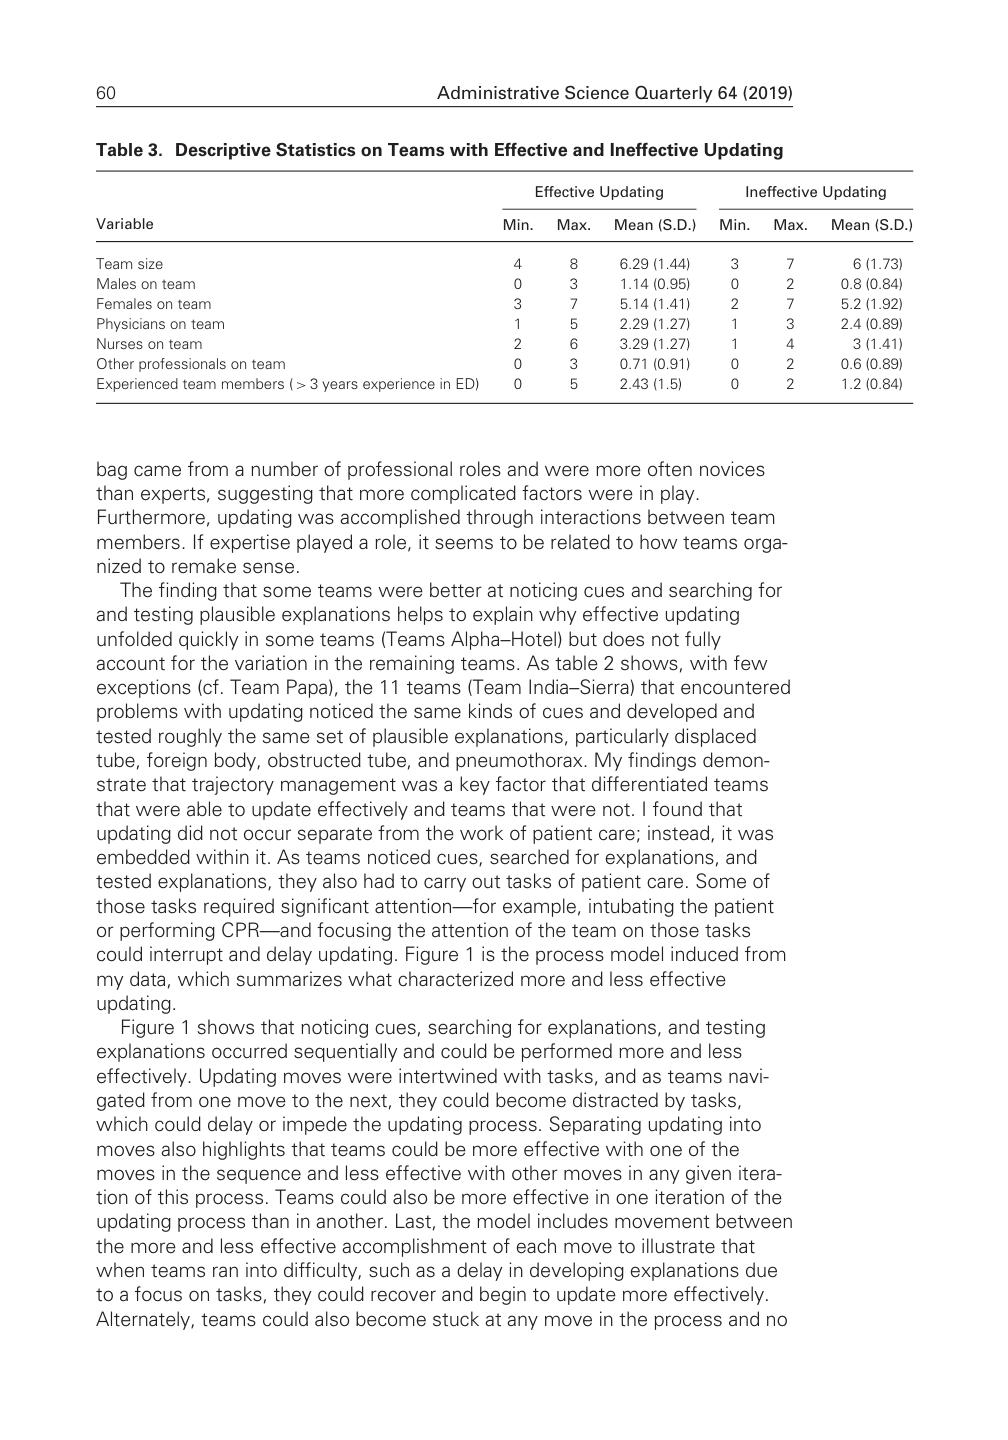 60
Administrative Science Quarterly 64 (2019)
Table 3. Descriptive Statistics on Teams with Effective and Ineffective Updating
Effective Updating Ineffective Updating
Variable Min. Max. Mean (S.D.) Min. Max. Mean (S.D.)
Team size 4 8 6.29 (1.44) 3 7 6 (1.73)
Males on team 0 3 1.14 (0.95) 0 2 0.8 (0.84)
Females on team 3 7 5.14 (1.41) 2 7 5.2 (1.92)
Physicians on team 1 5 2.29 (1.27) 1 3 2.4 (0.89)
Nurses on team 2 6 3.29 (1.27) 1 4 3 (1.41)
Other professionals on team 0 3 0.71 (0.91) 0 2 0.6 (0.89)
Experienced team members (> 3 years experience in ED) 0 5 2.43 (1.5) 0 2 1.2 (0.84)
bag came from a number of professional roles and were more often novices
than experts, suggesting that more complicated factors were in play.
Furthermore, updating was accomplished through interactions between team
members. If expertise played a role, it seems to be related to how teams orga-
nized to remake sense.
The finding that some teams were better at noticing cues and searching for
and testing plausible explanations helps to explain why effective updating
unfolded quickly in some teams (Teams Alpha–Hotel) but does not fully
account for the variation in the remaining teams. As table 2 shows, with few
exceptions (cf. Team Papa), the 11 teams (Team India–Sierra) that encountered
problems with updating noticed the same kinds of cues and developed and
tested roughly the same set of plausible explanations, particularly displaced
tube, foreign body, obstructed tube, and pneumothorax. My findings demon-
strate that trajectory management was a key factor that differentiated teams
that were able to update effectively and teams that were not. I found that
updating did not occur separate from the work of patient care; instead, it was
embedded within it. As teams noticed cues, searched for explanations, and
tested explanations, they also had to carry out tasks of patient care. Some of
those tasks required significant attention—for example, intubating the patient
or performing CPR—and focusing the attention of the team on those tasks
could interrupt and delay updating. Figure 1 is the process model induced from
my data, which summarizes what characterized more and less effective
updating.
Figure 1 shows that noticing cues, searching for explanations, and testing
explanations occurred sequentially and could be performed more and less
effectively. Updating moves were intertwined with tasks, and as teams navi-
gated from one move to the next, they could become distracted by tasks,
which could delay or impede the updating process. Separating updating into
moves also highlights that teams could be more effective with one of the
moves in the sequence and less effective with other moves in any given itera-
tion of this process. Teams could also be more effective in one iteration of the
updating process than in another. Last, the model includes movement between
the more and less effective accomplishment of each move to illustrate that
when teams ran into difficulty, such as a delay in developing explanations due
to a focus on tasks, they could recover and begin to update more effectively.
Alternately, teams could also become stuck at any move in the process and no